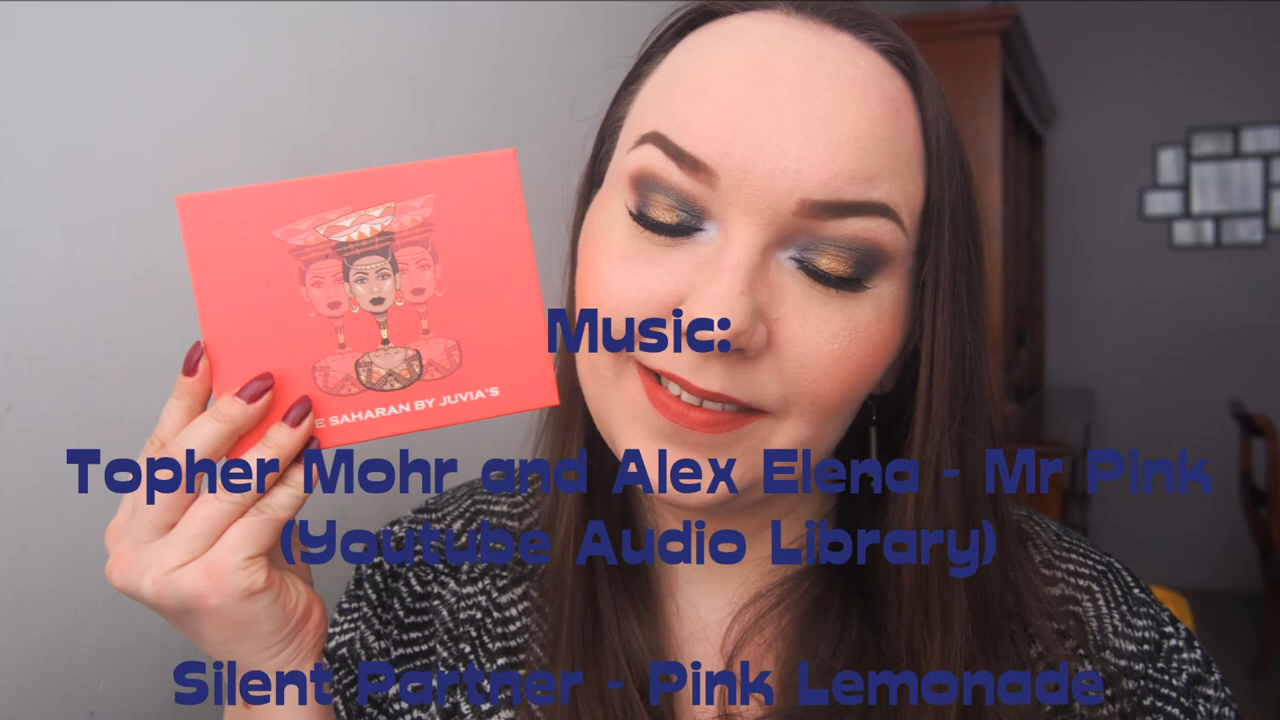 E SAHARAN BY JUVIA'S
Music:
Topher Mohr and Alex Elena - Mr Pink
(Youtube Audio Library)
Silent Partner - Pink Lemonade